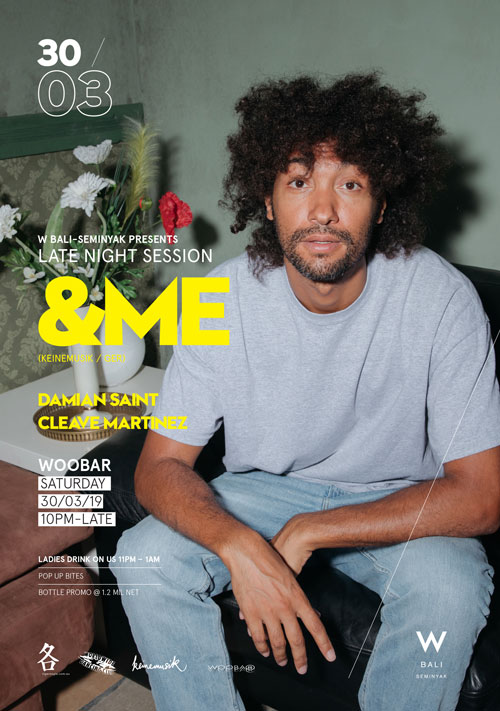 30 /
03
W BALI-SEMINYAK PRESENTS
LATE NIGHT SESSION
&ME
(KEINEMUSIK / GER)
DAMIAN SAINT
CLEAVE MARTINEZ
WOOBAR
SATURDAY
30/03/19
10PM-LATE
LADIES DRINK ON US 11PM – 1AM
POP UP BITES
BOTTLE PROMO @ 1.2 MIL NET
各
keinemusik
WOOBAR
W
BALI
SEMINYAK